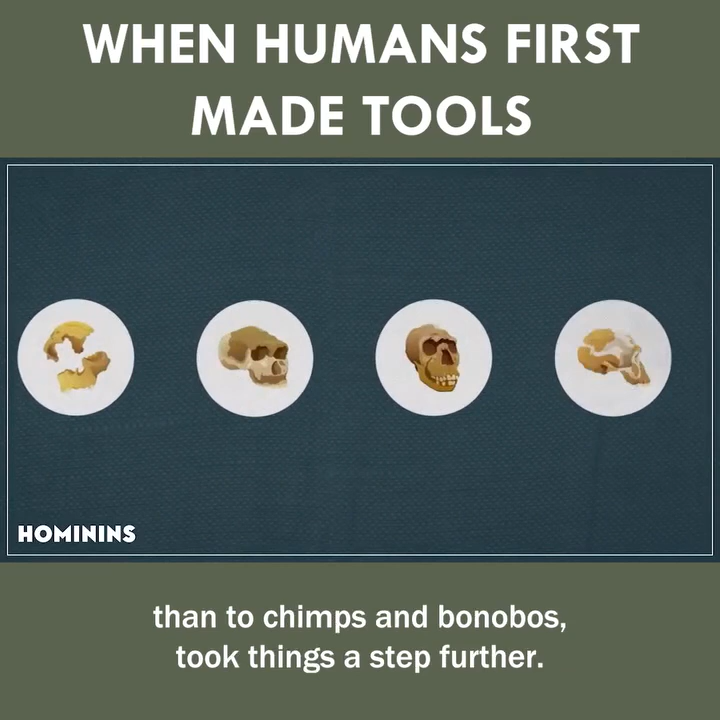 WHEN HUMANS FIRST
MADE TOOLS
HOMININS
than to chimps and bonobos,
took things a step further.